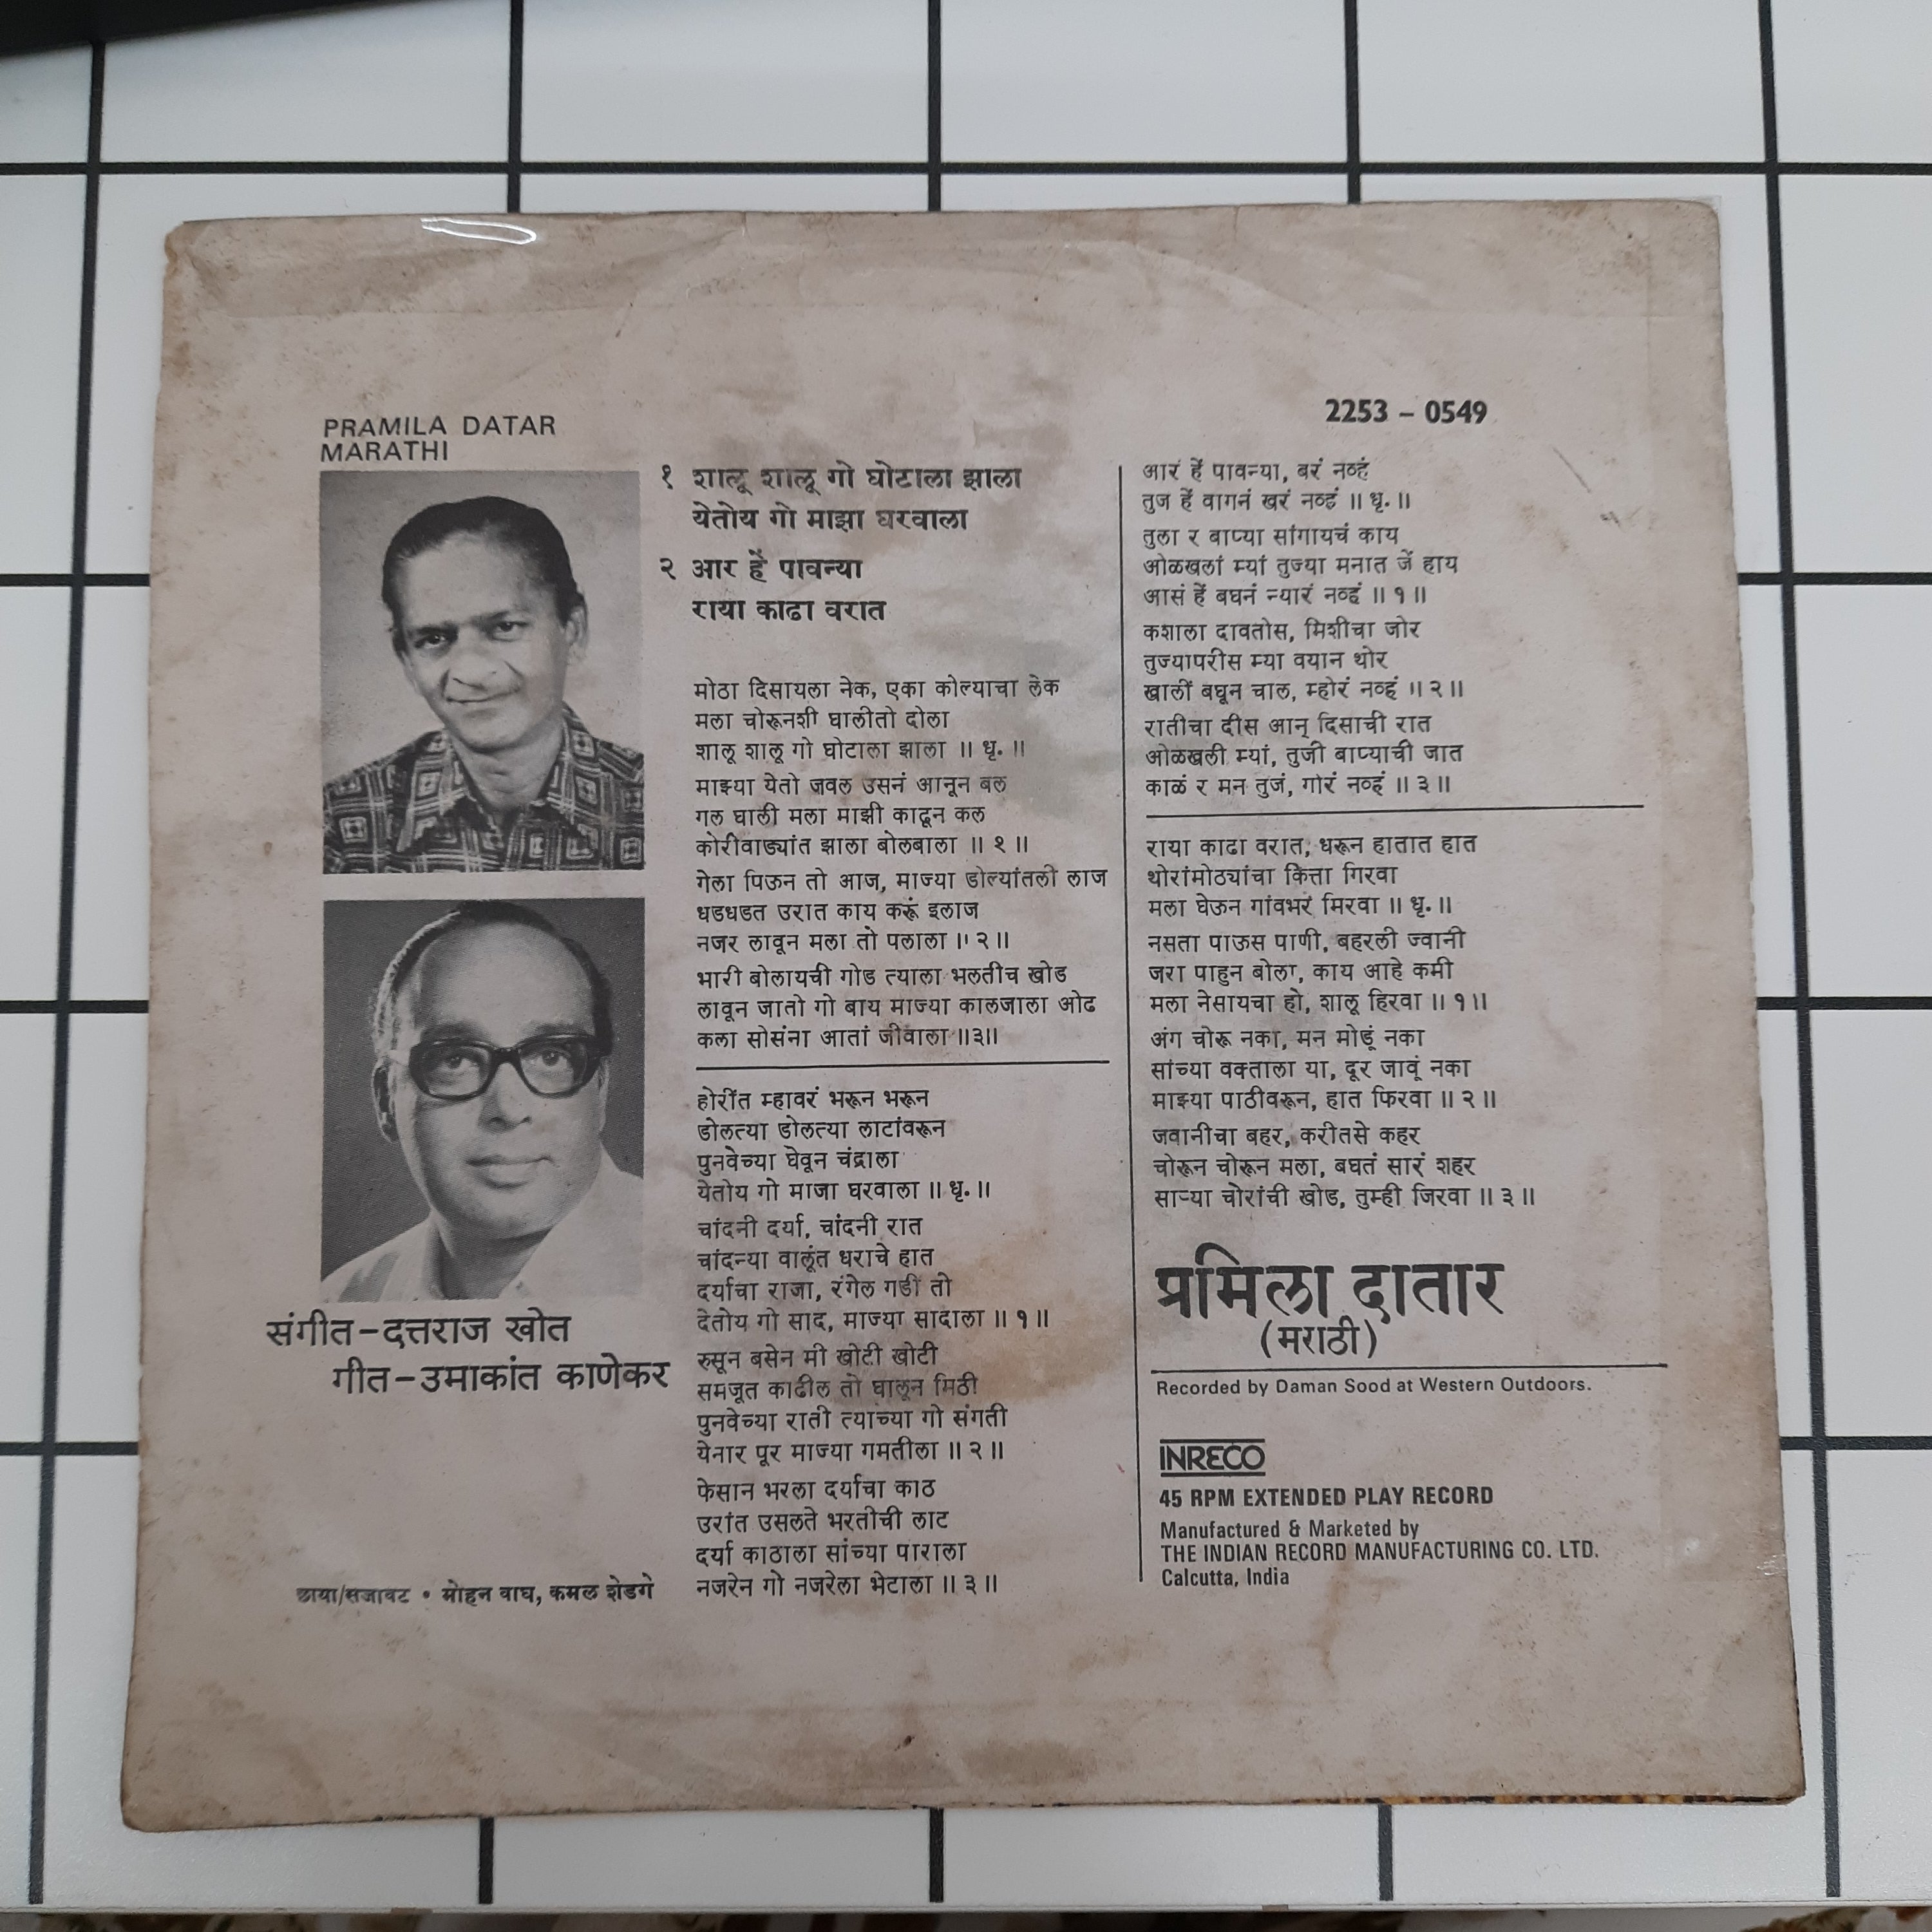 PRAMILA DATAR
MARATHI
2253 – 0549
१ शालू शालू गो घोटाला झाला
येतोय गो माझा घरवाला
२ आर हें पावन्या
राया काढा वरात
मोठा दिसायला नेक, एका कोल्याचा लेक
मला चोरूनशी घालीतो दोला
शालू शालू गो घोटाला झाला ॥ धृ. ॥
माझ्या येतो जवल उसनं आनून बल
गल घाली मला माझी काढून कल
कोरीवाड्यांत झाला बोलबाला ॥ १ ॥
गेला पिऊन तो आज, माज्या डोल्यांतली लाज
धडधडत उरात काय करूं इलाज
नजर लावून मला तो पलाला ॥ २ ॥
भारी बोलायची गोड त्याला भलतीच खोड
लावून जातो गो बाय माज्या कालजाला ओढ
कला सोसंना आतां जीवाला ॥३॥
होरींत म्हावरं भरून भरून
डोलत्या डोलत्या लाटांवरून
पुनवेच्या घेवून चंद्राला
येतोय गो माजा घरवाला ॥ धृ. ॥
चांदनी दर्या, चांदनी रात
चांदन्या वालूंत धराचे हात
दर्याचा राजा, रंगेल गडी तो
देतोय गो साद, माज्या सादाला ॥ १ ॥
रुसून बसेन मी खोटी खोटी
समजूत काढील तो घालून मिठी
पुनवेच्या राती त्याच्या गो संगती
येनार पूर माज्या गमतीला ॥ २ ॥
फेसान भरला दर्याचा काठ
उरांत उसलते भरतीची लाट
दर्या काठाला सांच्या पाराला
नजरेन गो नजरेला भेटाला ॥ ३ ॥
आरं हें पावन्या, बरं नव्हं
तुज हें वागनं खरं नव्हं ॥ धृ. ॥
तुला र बाप्या सांगायचं काय
ओळखलां म्यां तुज्या मनात जें हाय
आसं हें बघनं न्यारं नव्हं ॥ १ ॥
कशाला दावतोस, मिशीचा जोर
तुज्यापरीस म्या वयान थोर
खालीं बघून चाल, म्होरं नव्हं ॥ २ ॥
रातीचा दीस आन् दिसाची रात
ओळखली म्यां, तुजी बाप्याची जात
काळं र मन तुजं, गोरं नव्हं ॥ ३ ॥
राया काढा वरात, धरून हातात हात
थोरांमोठ्यांचा कित्ता गिरवा
मला घेऊन गांवभर मिरवा ॥ धृ. ॥
नसता पाऊस पाणी, बहरली ज्वानी
जरा पाहुन बोला, काय आहे कमी
मला नेसायचा हो, शालू हिरवा ॥ १ ॥
अंग चोरू नका, मन मोडूं नका
सांच्या वक्ताला या, दूर जावूं नका
माझ्या पाठीवरून, हात फिरवा ॥ २ ॥
जवानीचा बहर, करीतसे कहर
चोरून चोरून मला, बघतं सारं शहर
साऱ्या चोरांची खोड, तुम्ही जिरवा ॥ ३ ॥
संगीत–दत्तराज खोत
गीत–उमाकांत काणेकर
छाया/सजावट • मोहन वाघ, कमल शेडगे
प्रमिला दातार
(मराठी)
Recorded by Daman Sood at Western Outdoors.
INRECO
45 RPM EXTENDED PLAY RECORD
Manufactured & Marketed by
THE INDIAN RECORD MANUFACTURING CO. LTD.
Calcutta, India